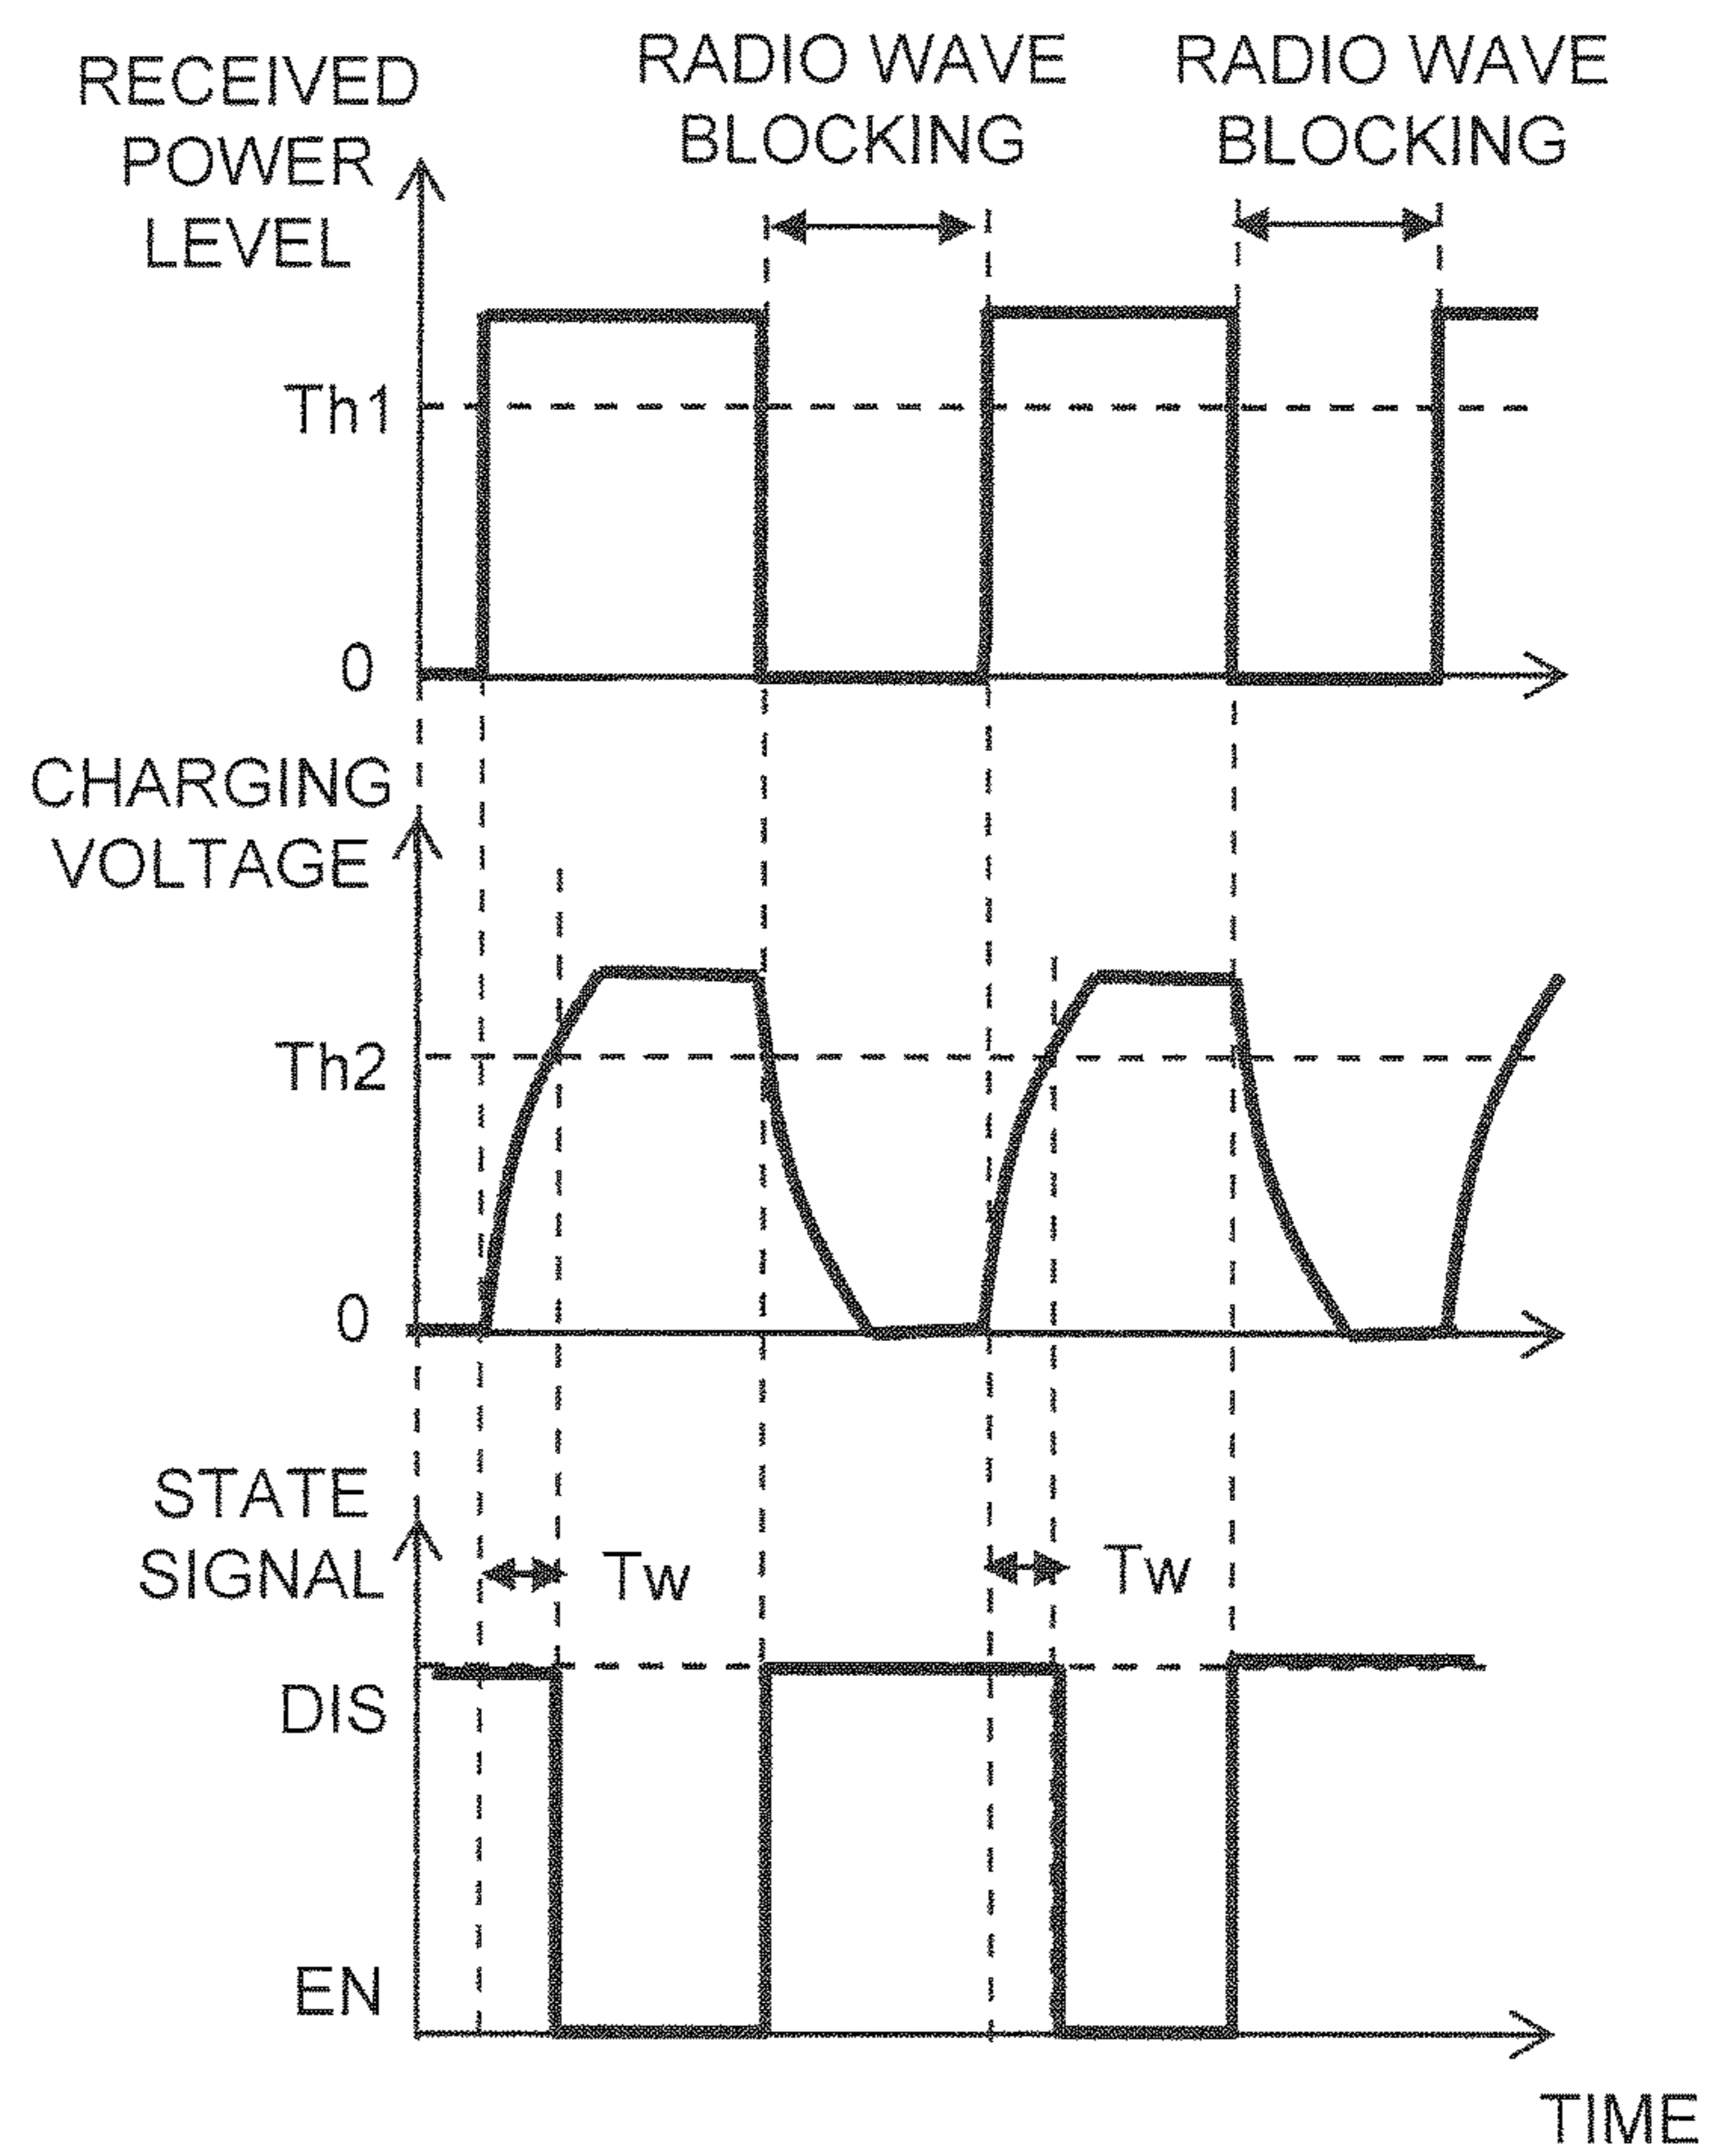 RECEIVED
POWER
LEVEL
RADIO WAVE
BLOCKING
RADIO WAVE
BLOCKING
Th1
0
CHARGING
VOLTAGE
Th2
0
STATE
SIGNAL
Tw
Tw
DIS
EN
TIME